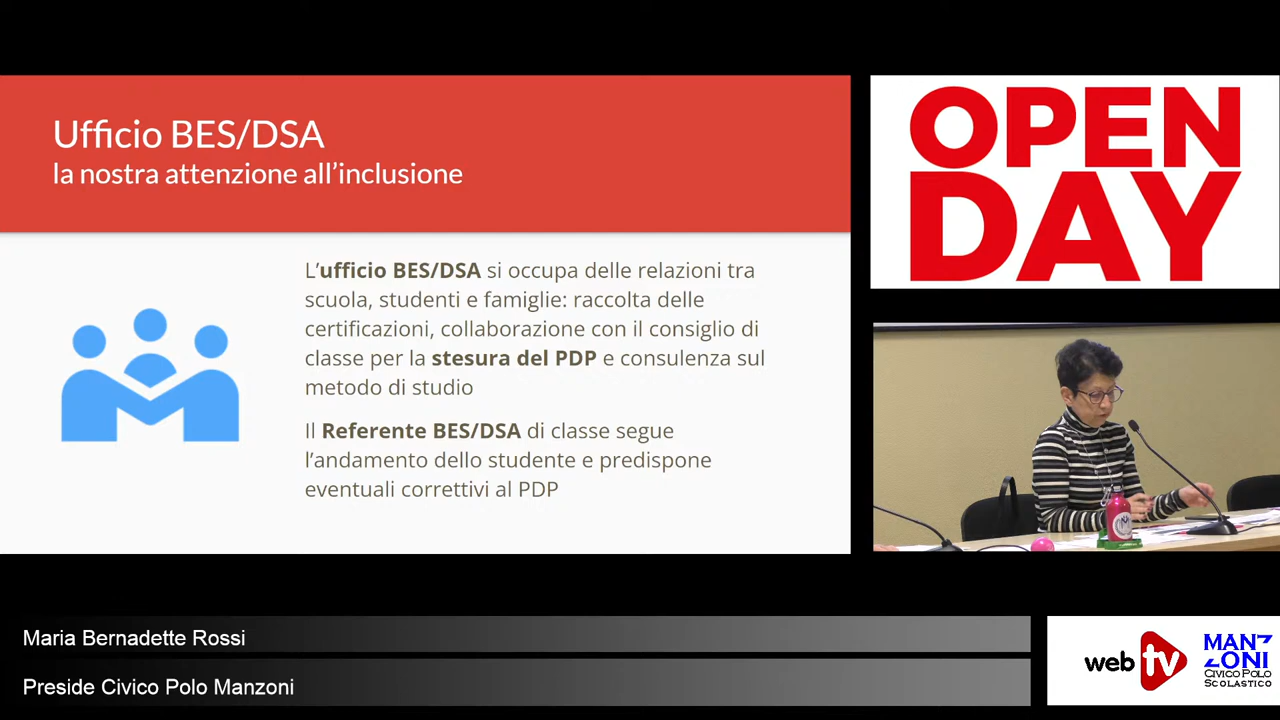 Ufficio BES/DSA
la nostra attenzione all'inclusione
L'ufficio BES/DSA si occupa delle relazioni tra
scuola, studenti e famiglie: raccolta delle
certificazioni, collaborazione con il consiglio di
classe per la stesura del PDP e consulenza sul
metodo di studio
Il Referente BES/DSA di classe segue
l'andamento dello studente e predispone
eventuali correttivi al PDP
OPEN
DAY
Maria Bernadette Rossi
Preside Civico Polo Manzoni
web tv
MANZ
ZONI
CIVICO POLO
SCOLASTICO